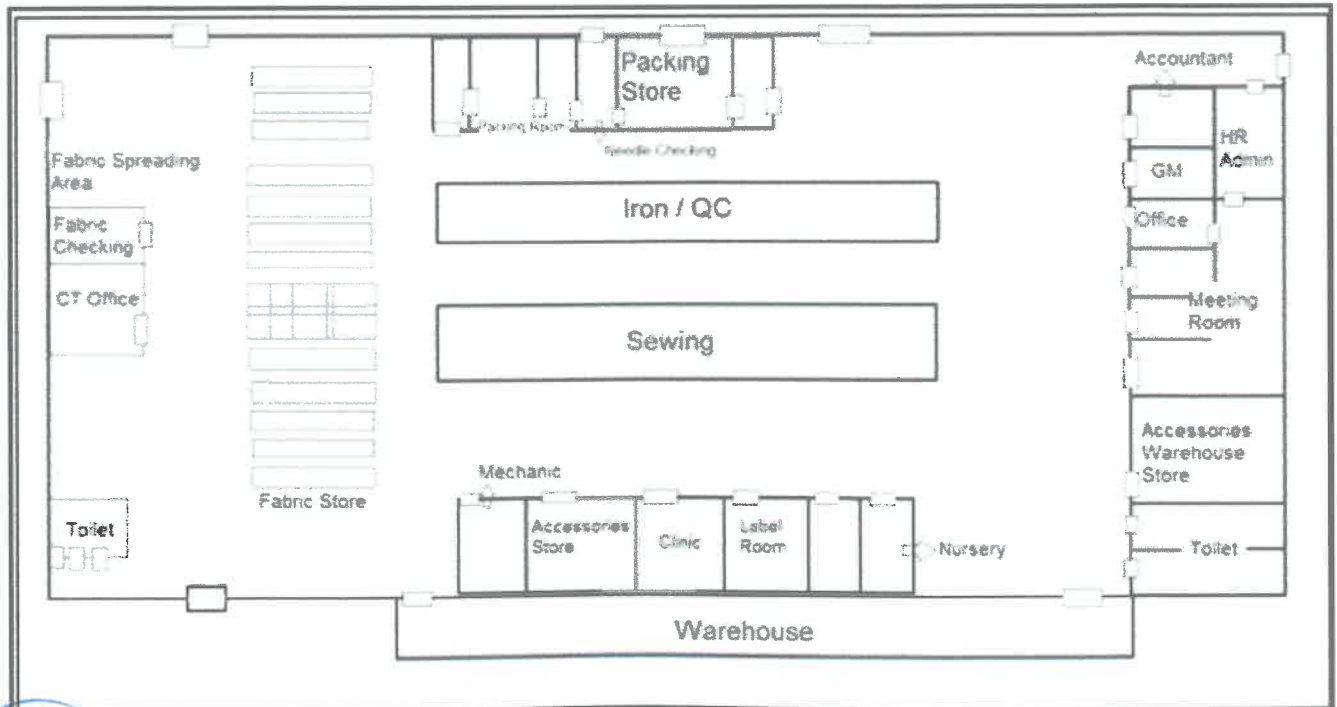 Packing
Store
Accountant
Packing Room
Needle Checking
HR
Admin
Fabric Spreading
Area
GM
Iron / QC
Office
Fabric
Checking
CT Office
Meeting
Room
Sewing
Accessories
Warehouse
Store
Mechanic
Fabric Store
Toilet
Accessories
Store
Clinic
Label
Room
Nursery
Toilet
Warehouse